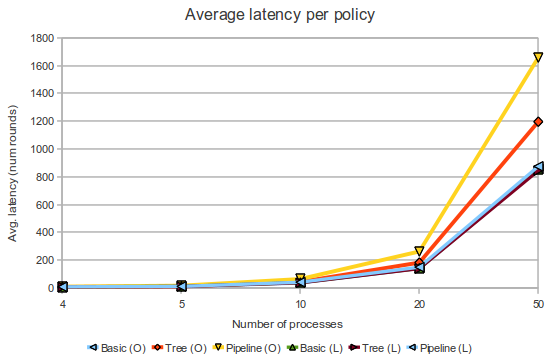 Average latency per policy
1800
1600
1400
1200
1000
800
600
400
200
0
Avg. latency (num rounds)
4 5 10 20 50
Number of processes
Basic (O) Tree (O) Pipeline (O) Basic (L) Tree (L) Pipeline (L)